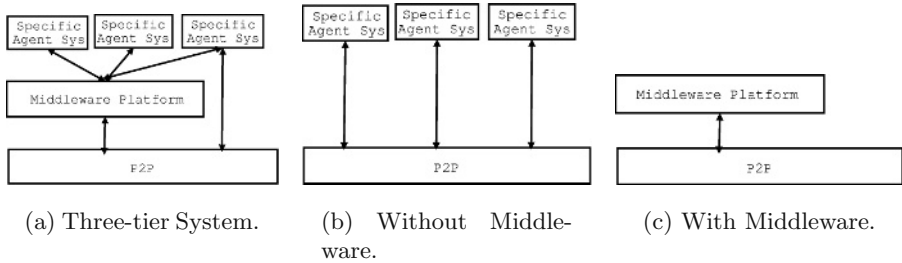 Specific Agent Sys
Specific Agent Sys
Specific Agent Sys
Middleware Platform
P2P
(a) Three-tier System.
Specific Agent Sys
Specific Agent Sys
Specific Agent Sys
P2P
(b) Without Middle-
ware.
Middleware Platform
P2P
(c) With Middleware.